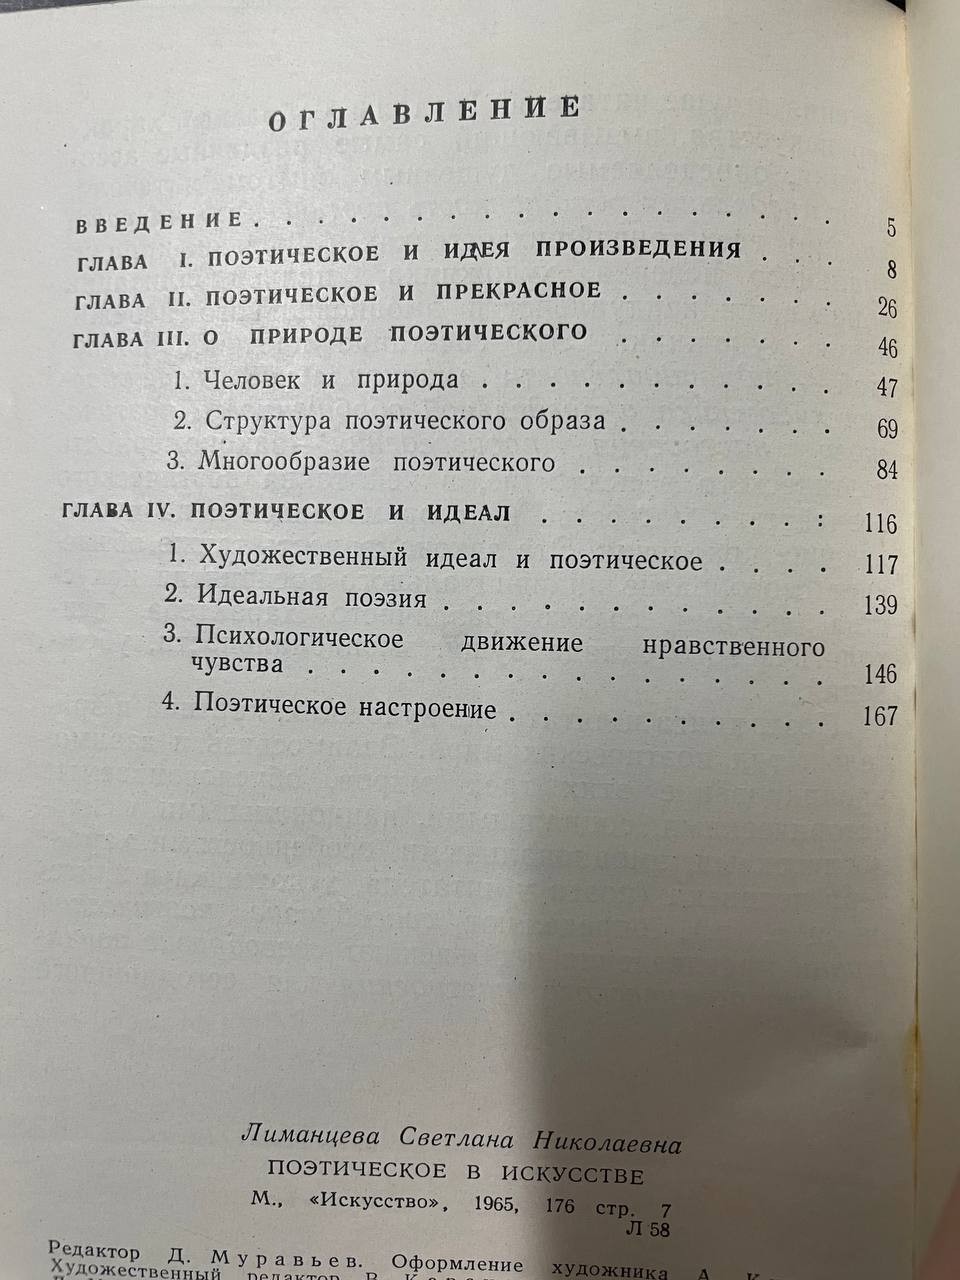 ОГЛАВЛЕНИЕ
ВВЕДЕНИЕ . . . . . . . . . . . . . . . . . . 5
ГЛАВА I. ПОЭТИЧЕСКОЕ И ИДЕЯ ПРОИЗВЕДЕНИЯ . . . 8
ГЛАВА II. ПОЭТИЧЕСКОЕ И ПРЕКРАСНОЕ . . . . . . . 26
ГЛАВА III. О ПРИРОДЕ ПОЭТИЧЕСКОГО . . . . . . . 46
1. Человек и природа . . . . . . . . . . . . 47
2. Структура поэтического образа . . . . . . . 69
3. Многообразие поэтического . . . . . . . . 84
ГЛАВА IV. ПОЭТИЧЕСКОЕ И ИДЕАЛ . . . . . . . . : 116
1. Художественный идеал и поэтическое . . . . 117
2. Идеальная поэзия . . . . . . . . . . . . . 139
3. Психологическое движение нравственного
чувства . . . . . . . . . . . . . . . . 146
4. Поэтическое настроение . . . . . . . . . . 167
Лиманцева Светлана Николаевна
ПОЭТИЧЕСКОЕ В ИСКУССТВЕ
М., «Искусство», 1965, 176 стр. 7
Л 58
Редактор Д. Муравьев. Оформление художника А.
Художественный редактор